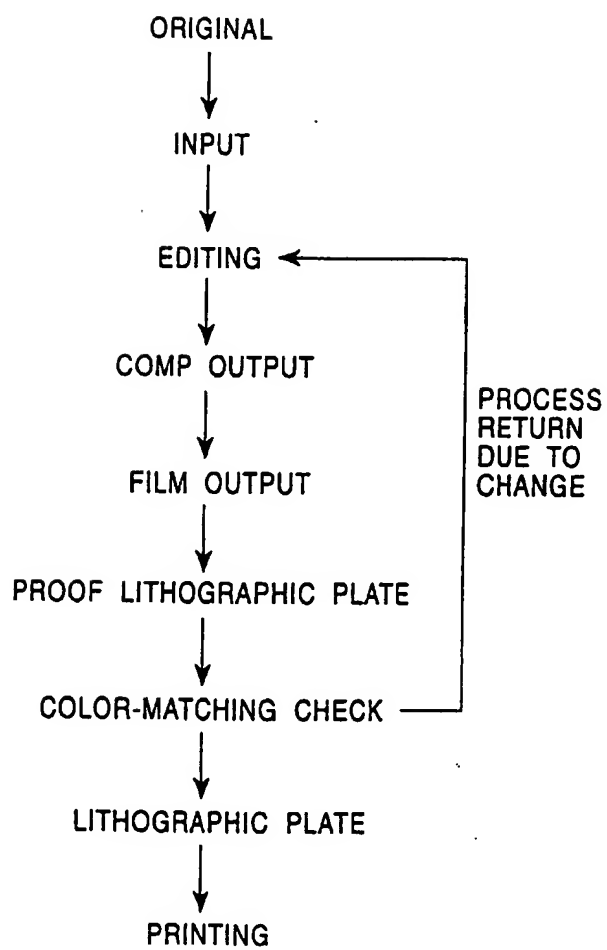 ORIGINAL
INPUT
EDITING
COMP OUTPUT
FILM OUTPUT
PROOF LITHOGRAPHIC PLATE
COLOR-MATCHING CHECK
LITHOGRAPHIC PLATE
PRINTING
PROCESS
RETURN
DUE TO
CHANGE